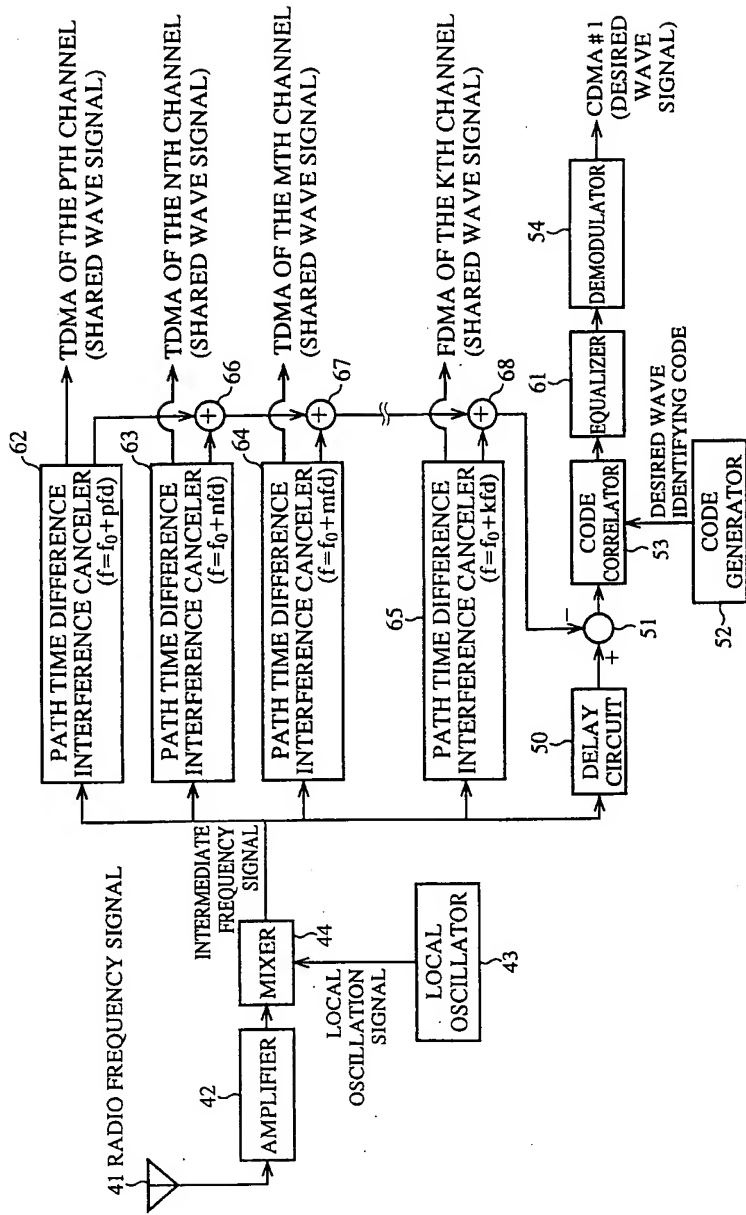 41 RADIO FREQUENCY SIGNAL
42
AMPLIFIER
MIXER
44
LOCAL
OSCILLATION
SIGNAL
LOCAL
OSCILLATOR
43
INTERMEDIATE
FREQUENCY
SIGNAL
62
PATH TIME DIFFERENCE
INTERFERENCE CANCELER
(f=f0+pfd)
TDMA OF THE PTH CHANNEL
(SHARED WAVE SIGNAL)
63
PATH TIME DIFFERENCE
INTERFERENCE CANCELER
(f=f0+nfd)
+
66
TDMA OF THE NTH CHANNEL
(SHARED WAVE SIGNAL)
64
PATH TIME DIFFERENCE
INTERFERENCE CANCELER
(f=f0+mfd)
+
67
TDMA OF THE MTH CHANNEL
(SHARED WAVE SIGNAL)
65
PATH TIME DIFFERENCE
INTERFERENCE CANCELER
(f=f0+kfd)
+
68
FDMA OF THE KTH CHANNEL
(SHARED WAVE SIGNAL)
50
DELAY
CIRCUIT
+
−
51
CODE
CORRELATOR
53
DESIRED WAVE
IDENTIFYING CODE
CODE
GENERATOR
52
61
EQUALIZER
DEMODULATOR
54
CDMA#1
(DESIRED
WAVE
SIGNAL)